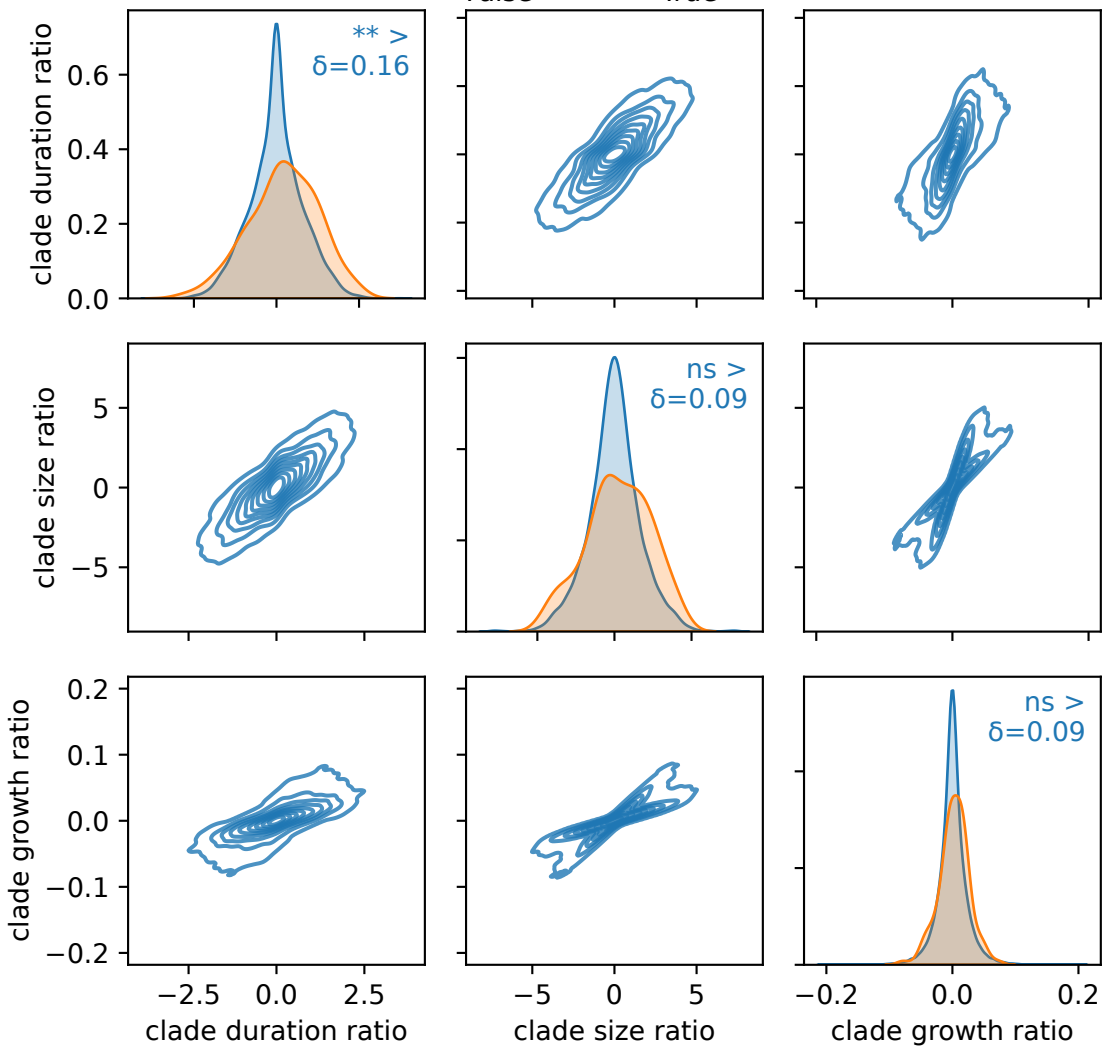 ** >
δ=0.16
clade duration ratio
0.6
0.4
0.2
0.0
ns >
δ=0.09
clade size ratio
5
0
−5
ns >
δ=0.09
clade growth ratio
0.2
0.1
0.0
−0.1
−0.2
−2.5 0.0 2.5
−5 0 5
−0.2 0.0 0.2
clade duration ratio
clade size ratio
clade growth ratio